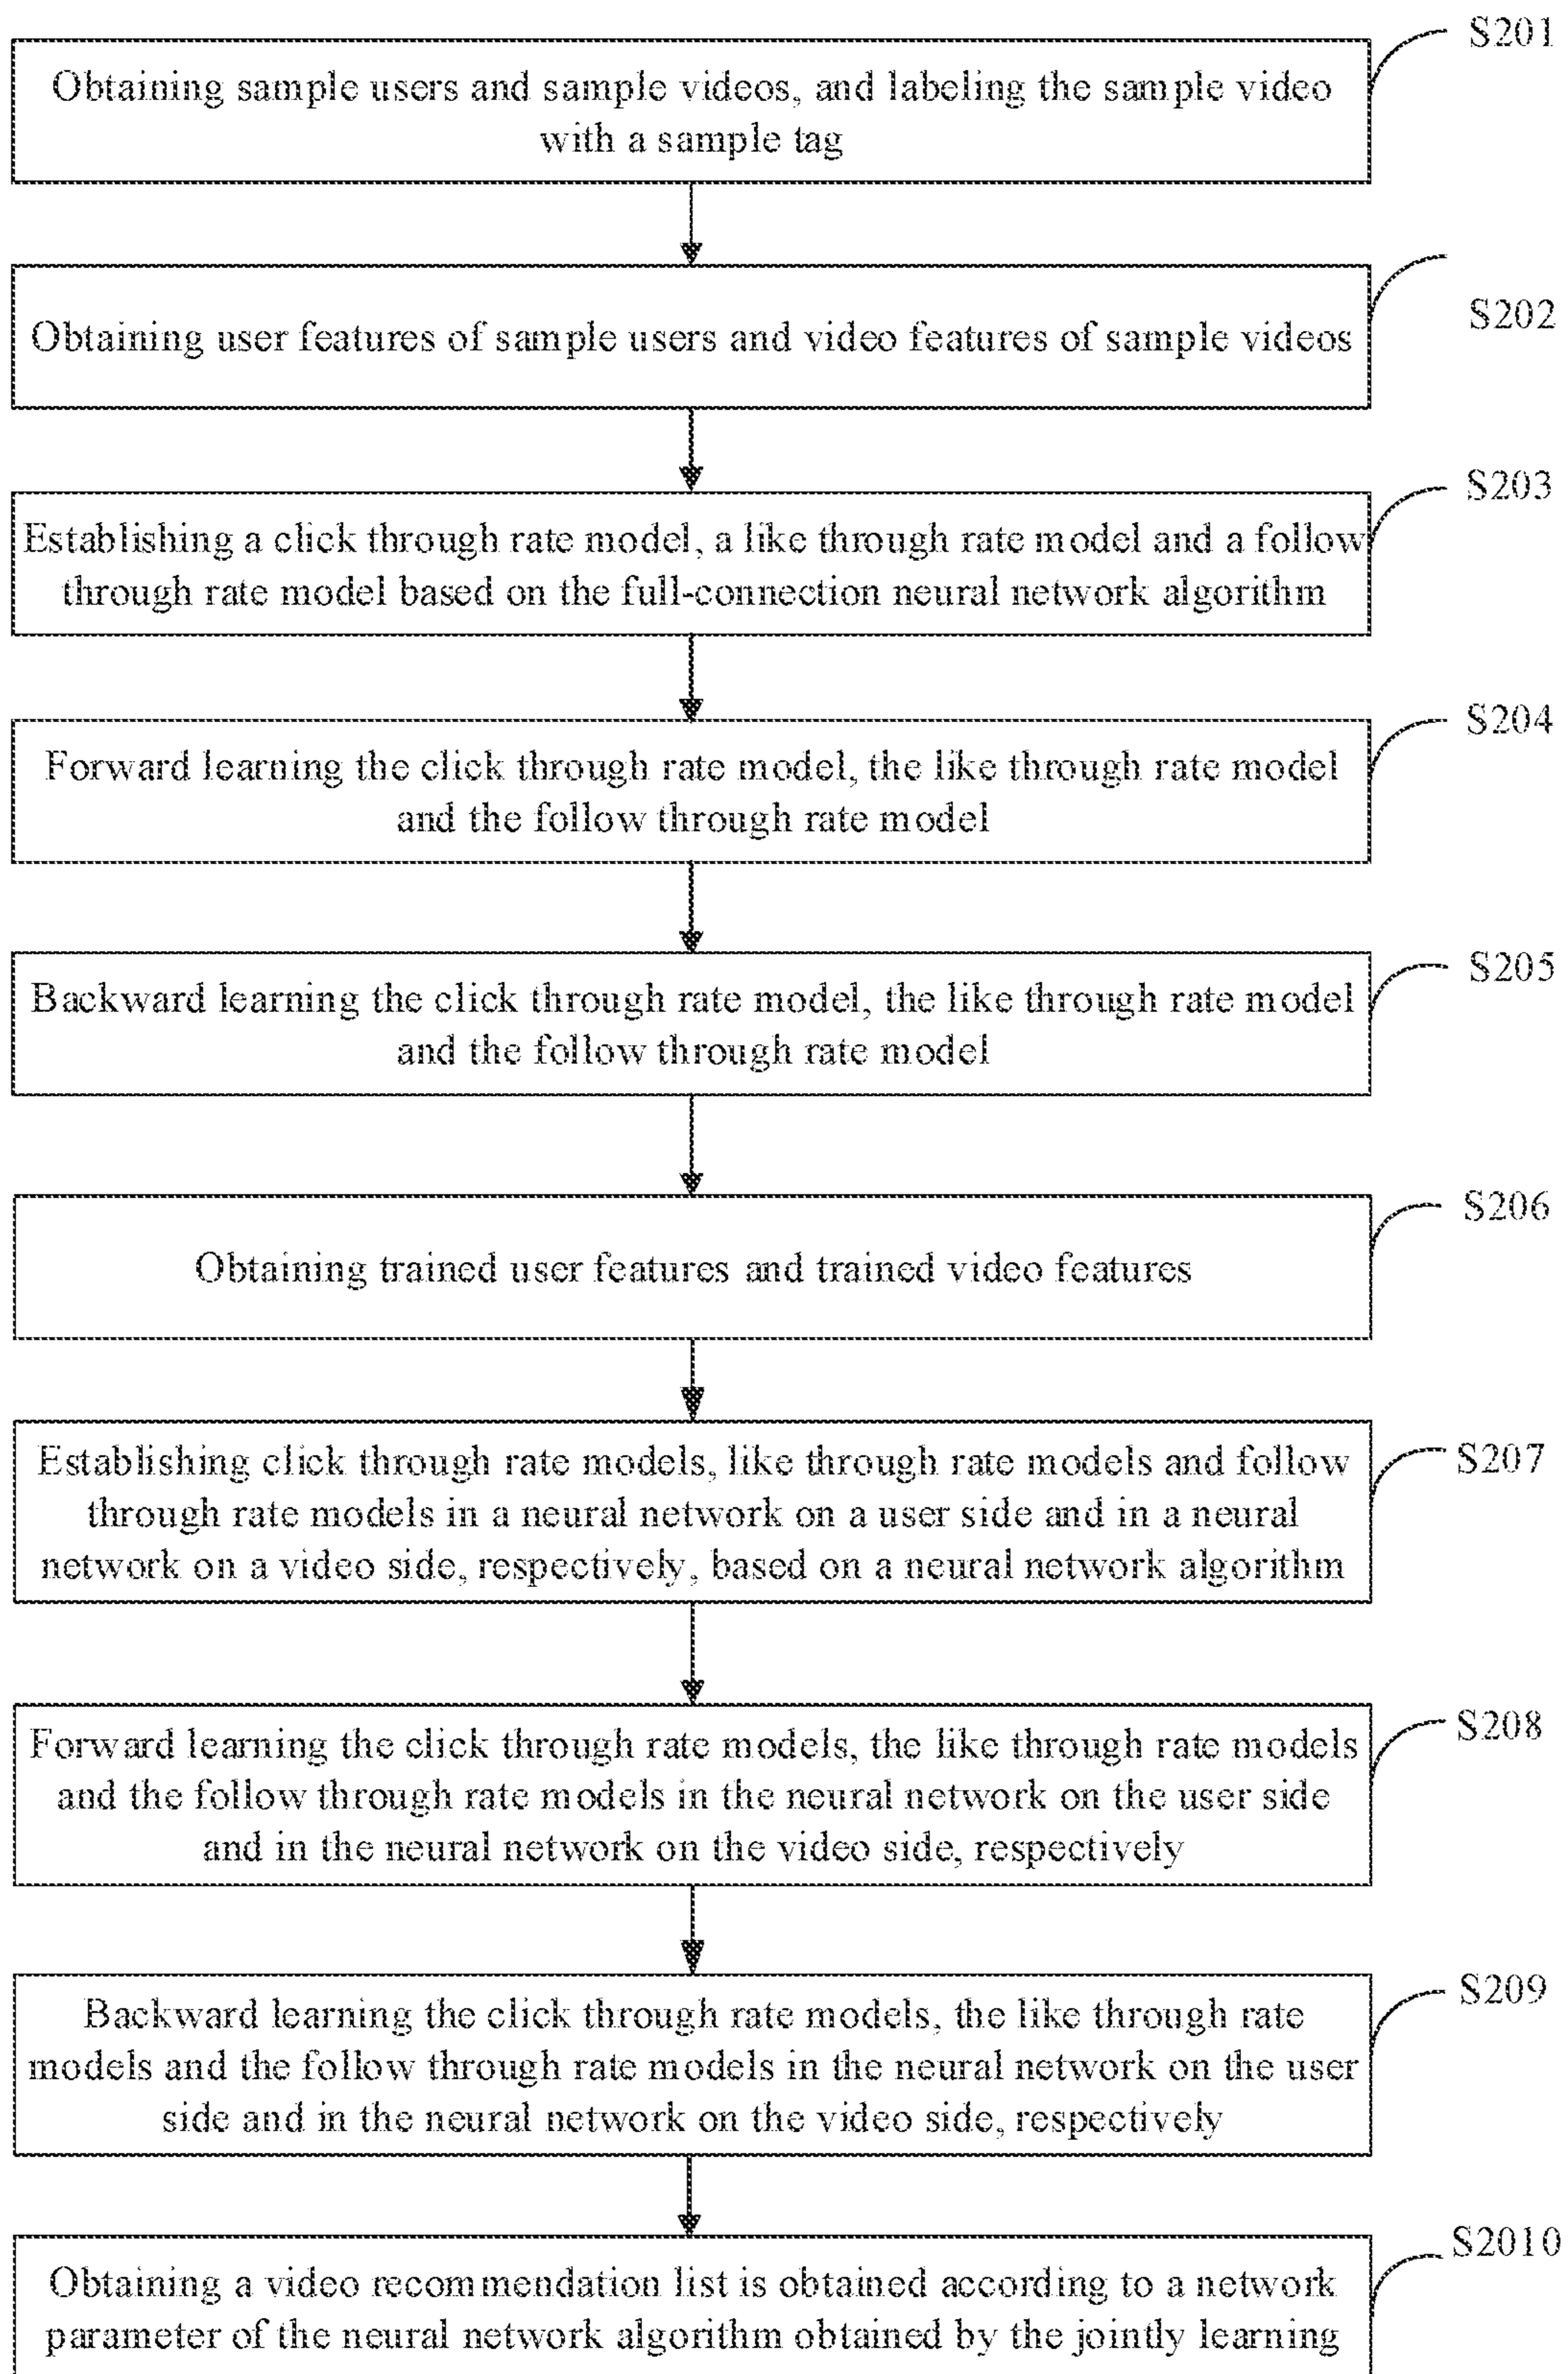 S201
Obtaining sample users and sample videos, and labeling the sample video
with a sample tag
S202
Obtaining user features of sample users and video features of sample videos
S203
Establishing a click through rate model, a like through rate model and a follow
through rate model based on the full-connection neural network algorithm
S204
Forward learning the click through rate model, the like through rate model
and the follow through rate model
S205
Backward learning the click through rate model, the like through rate model
and the follow through rate model
S206
Obtaining trained user features and trained video features
S207
Establishing click through rate models, like through rate models and follow
through rate models in a neural network on a user side and in a neural
network on a video side, respectively, based on a neural network algorithm
S208
Forward learning the click through rate models, the like through rate models
and the follow through rate models in the neural network on the user side
and in the neural network on the video side, respectively
S209
Backward learning the click through rate models, the like through rate
models and the follow through rate models in the neural network on the user
side and in the neural network on the video side, respectively
S2010
Obtaining a video recommendation list is obtained according to a network
parameter of the neural network algorithm obtained by the jointly learning